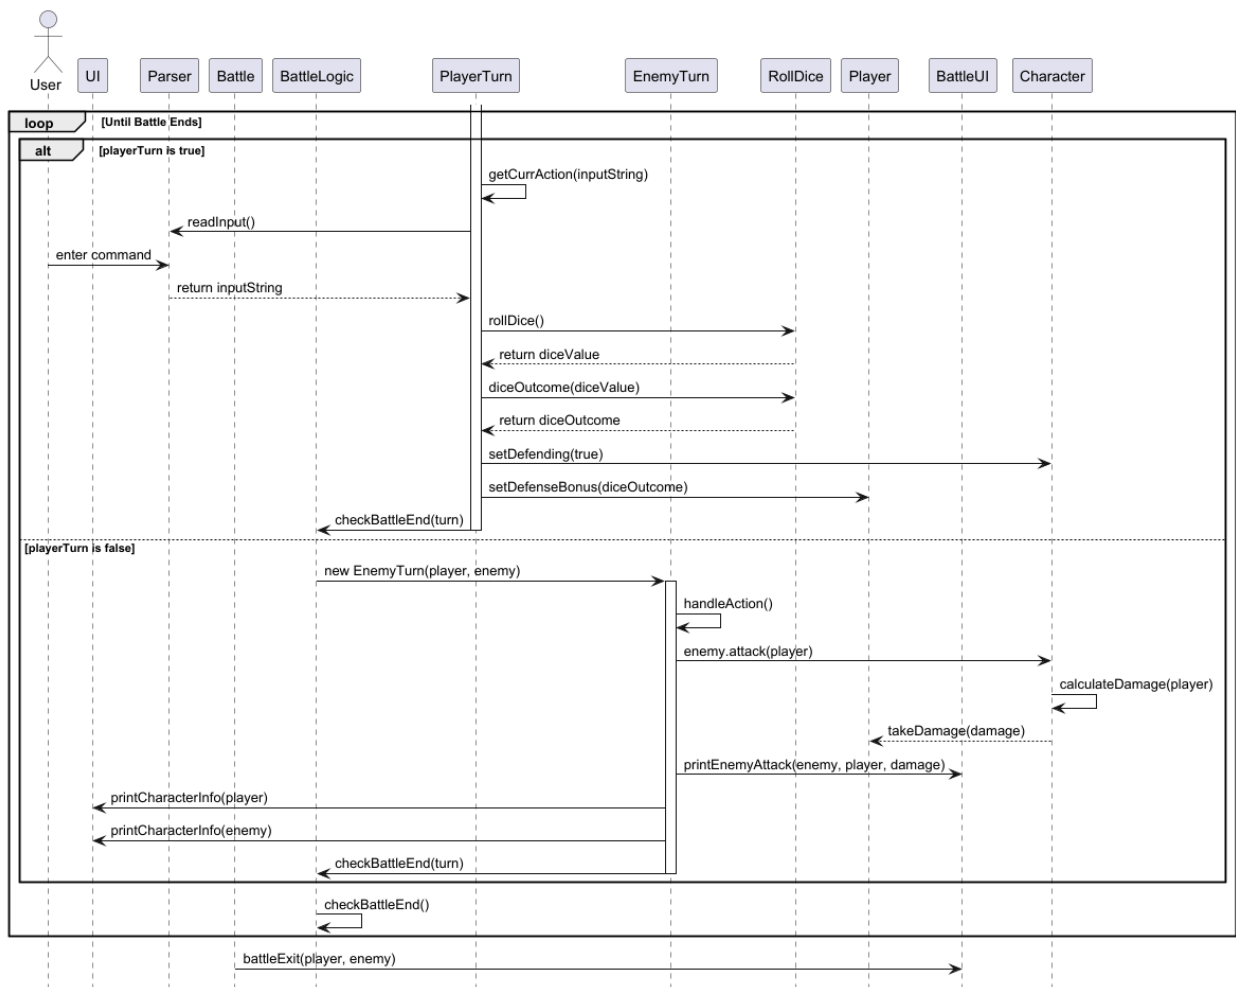 User
UI
Parser
Battle
BattleLogic
PlayerTurn
EnemyTurn
RollDice
Player
BattleUI
Character
loop [Until Battle Ends]
alt [playerTurn is true]
getCurrAction(inputString)
readInput()
enter command
return inputString
rollDice()
return diceValue
diceOutcome(diceValue)
return diceOutcome
setDefending(true)
setDefenseBonus(diceOutcome)
checkBattleEnd(turn)
[playerTurn is false]
new EnemyTurn(player, enemy)
handleAction()
enemy.attack(player)
calculateDamage(player)
takeDamage(damage)
printEnemyAttack(enemy, player, damage)
printCharacterInfo(player)
printCharacterInfo(enemy)
checkBattleEnd(turn)
checkBattleEnd()
battleExit(player, enemy)